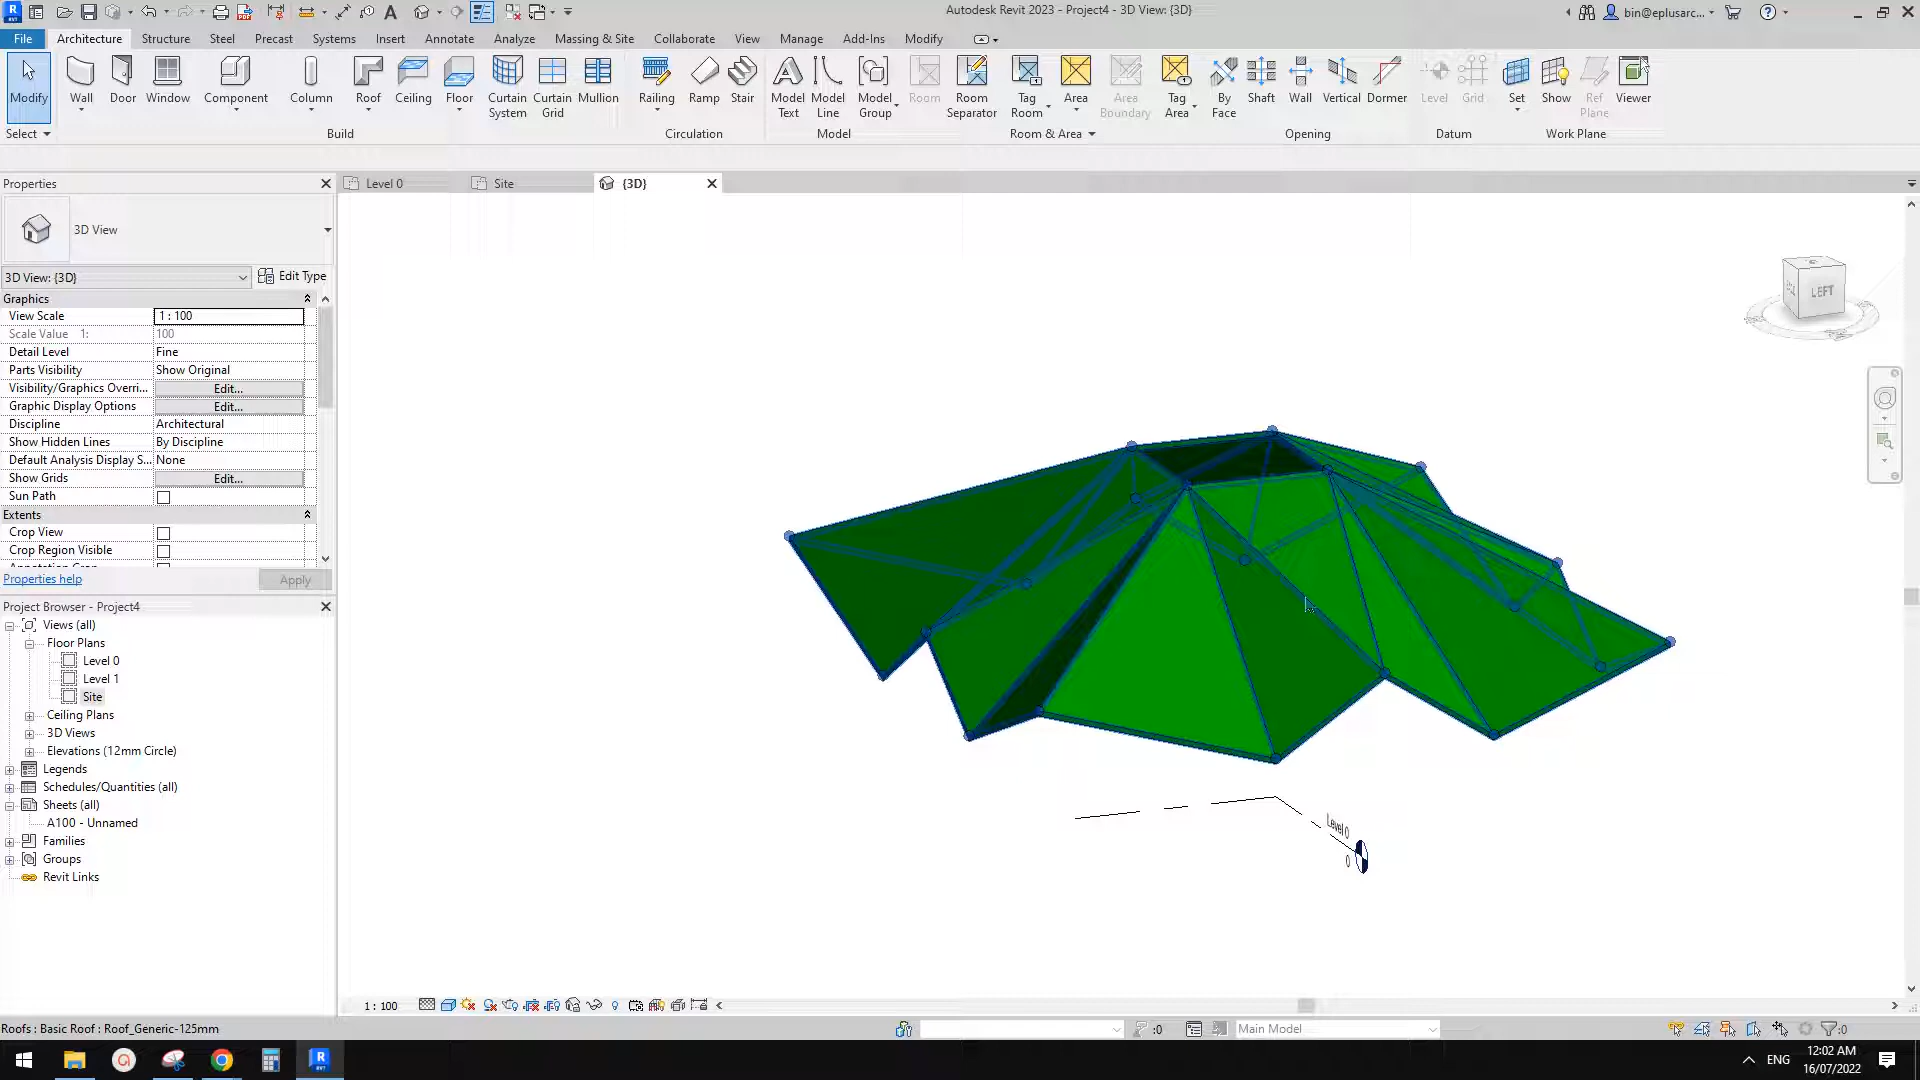 Autodesk Revit 2023 - Project4 - 3D View: {3D}
bin@eplusarc...
File Architecture Structure Steel Precast Systems Insert Annotate Analyze Massing & Site Collaborate View Manage Add-Ins Modify
Modify Wall Door Window Component Column Roof Ceiling Floor Curtain System Curtain Grid Mullion Railing Ramp Stair Model Text Model Line Model Group Room Room Separator Tag Room Area Area Boundary Tag Area By Face Shaft Wall Vertical Dormer Level Grid Set Show Ref Plane Viewer
Select Build Circulation Model Room & Area Opening Datum Work Plane
Properties
Level 0
Site
{3D}
3D View
3D View: {3D}
Edit Type
Graphics
View Scale 1 : 100
Scale Value 1: 100
Detail Level Fine
Parts Visibility Show Original
Visibility/Graphics Overri... Edit...
Graphic Display Options Edit...
Discipline Architectural
Show Hidden Lines By Discipline
Default Analysis Display S... None
Show Grids Edit...
Sun Path
Extents
Crop View
Crop Region Visible
Properties help
Apply
Project Browser - Project4
Views (all)
Floor Plans
Level 0
Level 1
Site
Ceiling Plans
3D Views
Elevations (12mm Circle)
Legends
Schedules/Quantities (all)
Sheets (all)
A100 - Unnamed
Families
Groups
Revit Links
LEFT
Level 0
0
1 : 100
Roofs : Basic Roof : Roof_Generic-125mm
:0
Main Model
:0
ENG
12:02 AM
16/07/2022